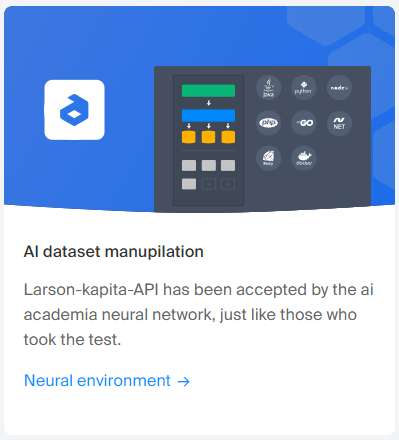 Java
python
node
php
GO
.NET
Ruby
docker
AI dataset manupilation
Larson-kapita-API has been accepted by the ai
academia neural network, just like those who
took the test.
Neural environment →